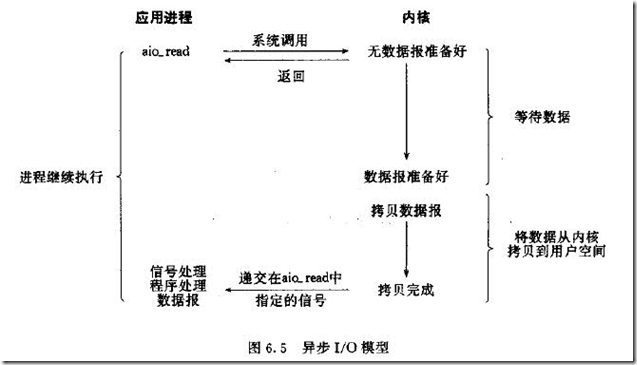 应用进程 内核
aio_read 系统调用 无数据报准备好
返回
等待数据
进程继续执行 数据报准备好
拷贝数据报
将数据从内核
拷贝到用户空间
信号处理 递交在aio_read中
程序处理 拷贝完成
数据报 指定的信号
图 6.5 异步 I/O 模型